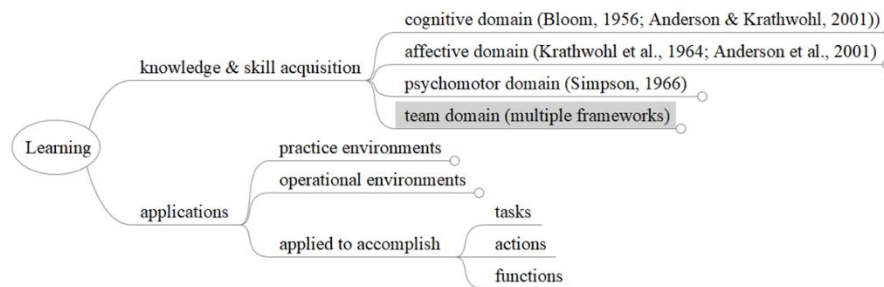 cognitive domain (Bloom, 1956; Anderson & Krathwohl, 2001))
affective domain (Krathwohl et al., 1964; Anderson et al., 2001)
knowledge & skill acquisition
psychomotor domain (Simpson, 1966)
team domain (multiple frameworks)
Learning
practice environments
operational environments
applications
tasks
applied to accomplish
actions
functions